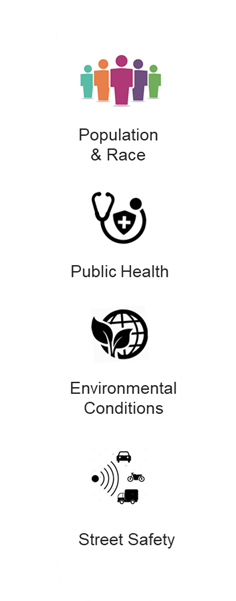 Population
& Race
Public Health
Environmental
Conditions
Street Safety